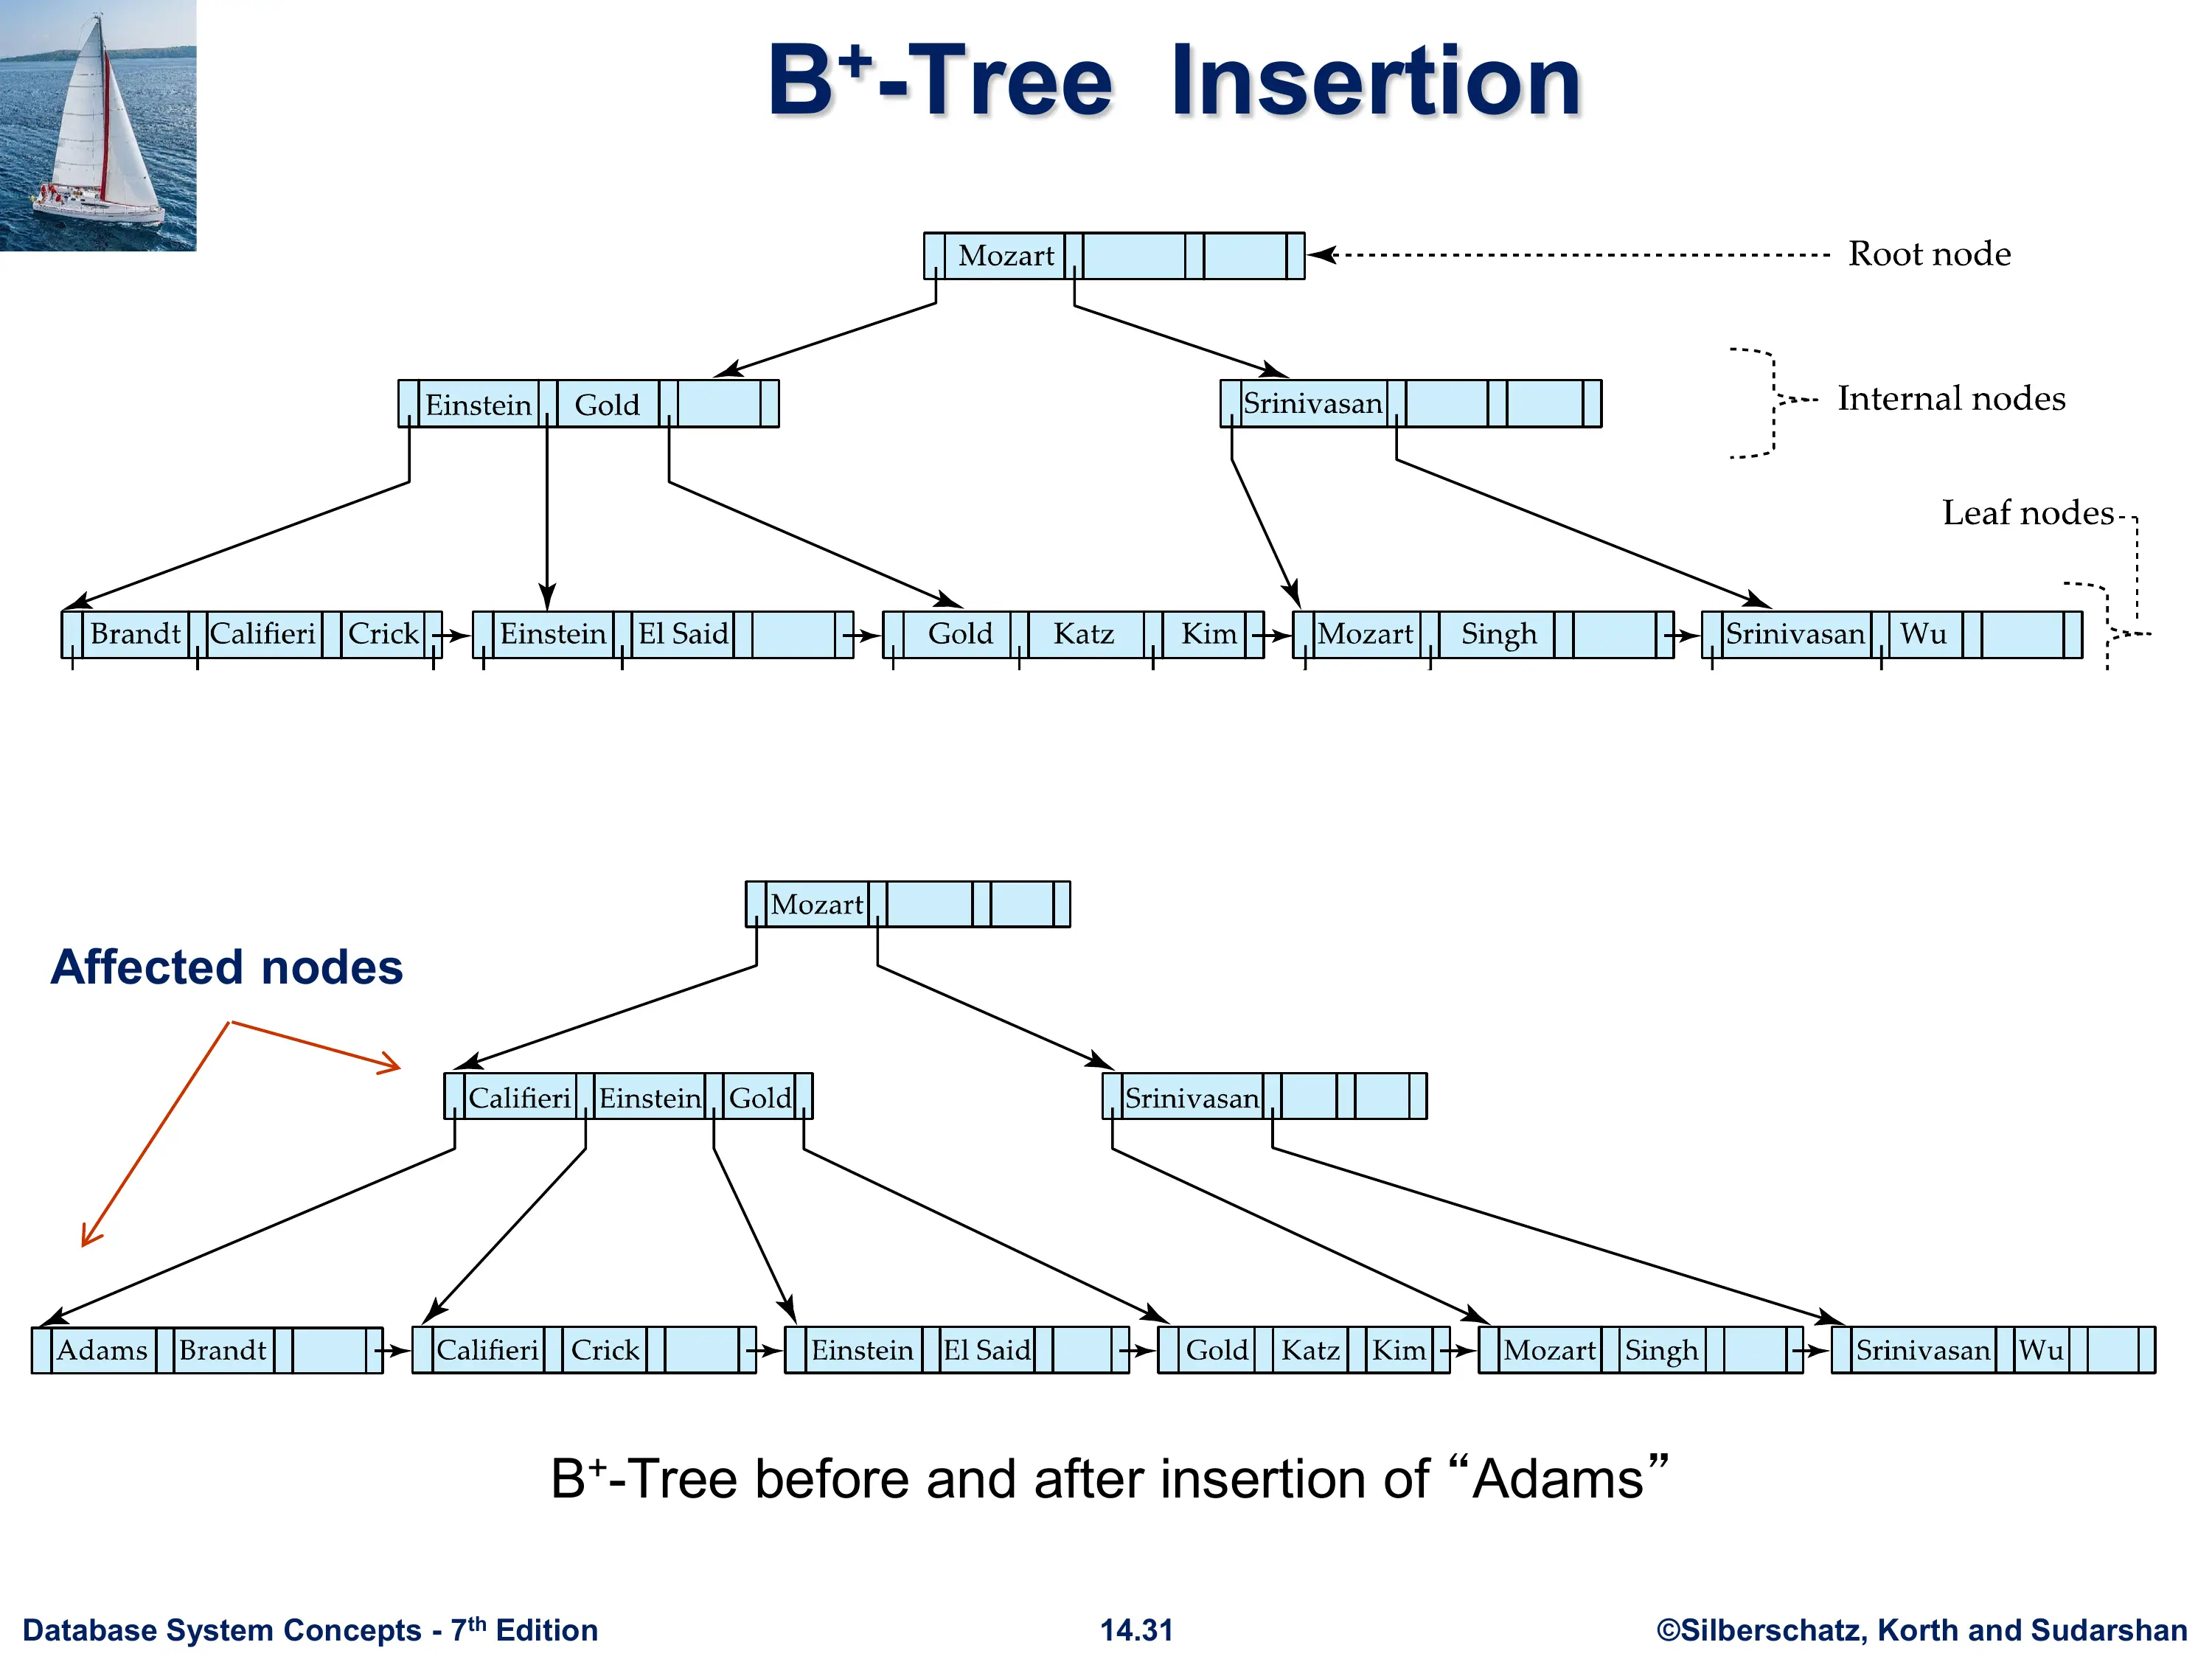 B+-Tree Insertion
Mozart
Root node
Einstein Gold
Srinivasan
Internal nodes
Leaf nodes
Brandt Califieri Crick Einstein El Said Gold Katz Kim Mozart Singh Srinivasan Wu
Mozart
Affected nodes
Califieri Einstein Gold
Srinivasan
Adams Brandt Califieri Crick Einstein El Said Gold Katz Kim Mozart Singh Srinivasan Wu
B+-Tree before and after insertion of “Adams”
Database System Concepts - 7th Edition
14.31
©Silberschatz, Korth and Sudarshan